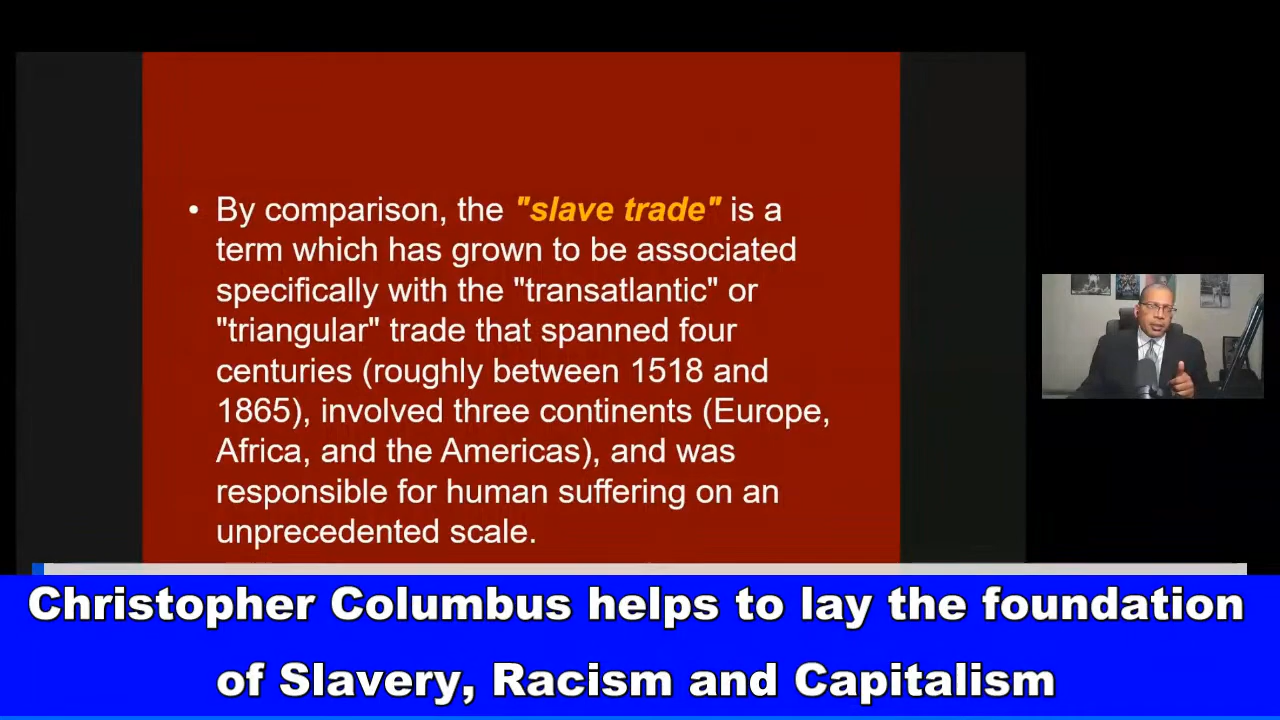 • By comparison, the "slave trade" is a
term which has grown to be associated
specifically with the "transatlantic" or
"triangular" trade that spanned four
centuries (roughly between 1518 and
1865), involved three continents (Europe,
Africa, and the Americas), and was
responsible for human suffering on an
unprecedented scale.
Christopher Columbus helps to lay the foundation
of Slavery, Racism and Capitalism